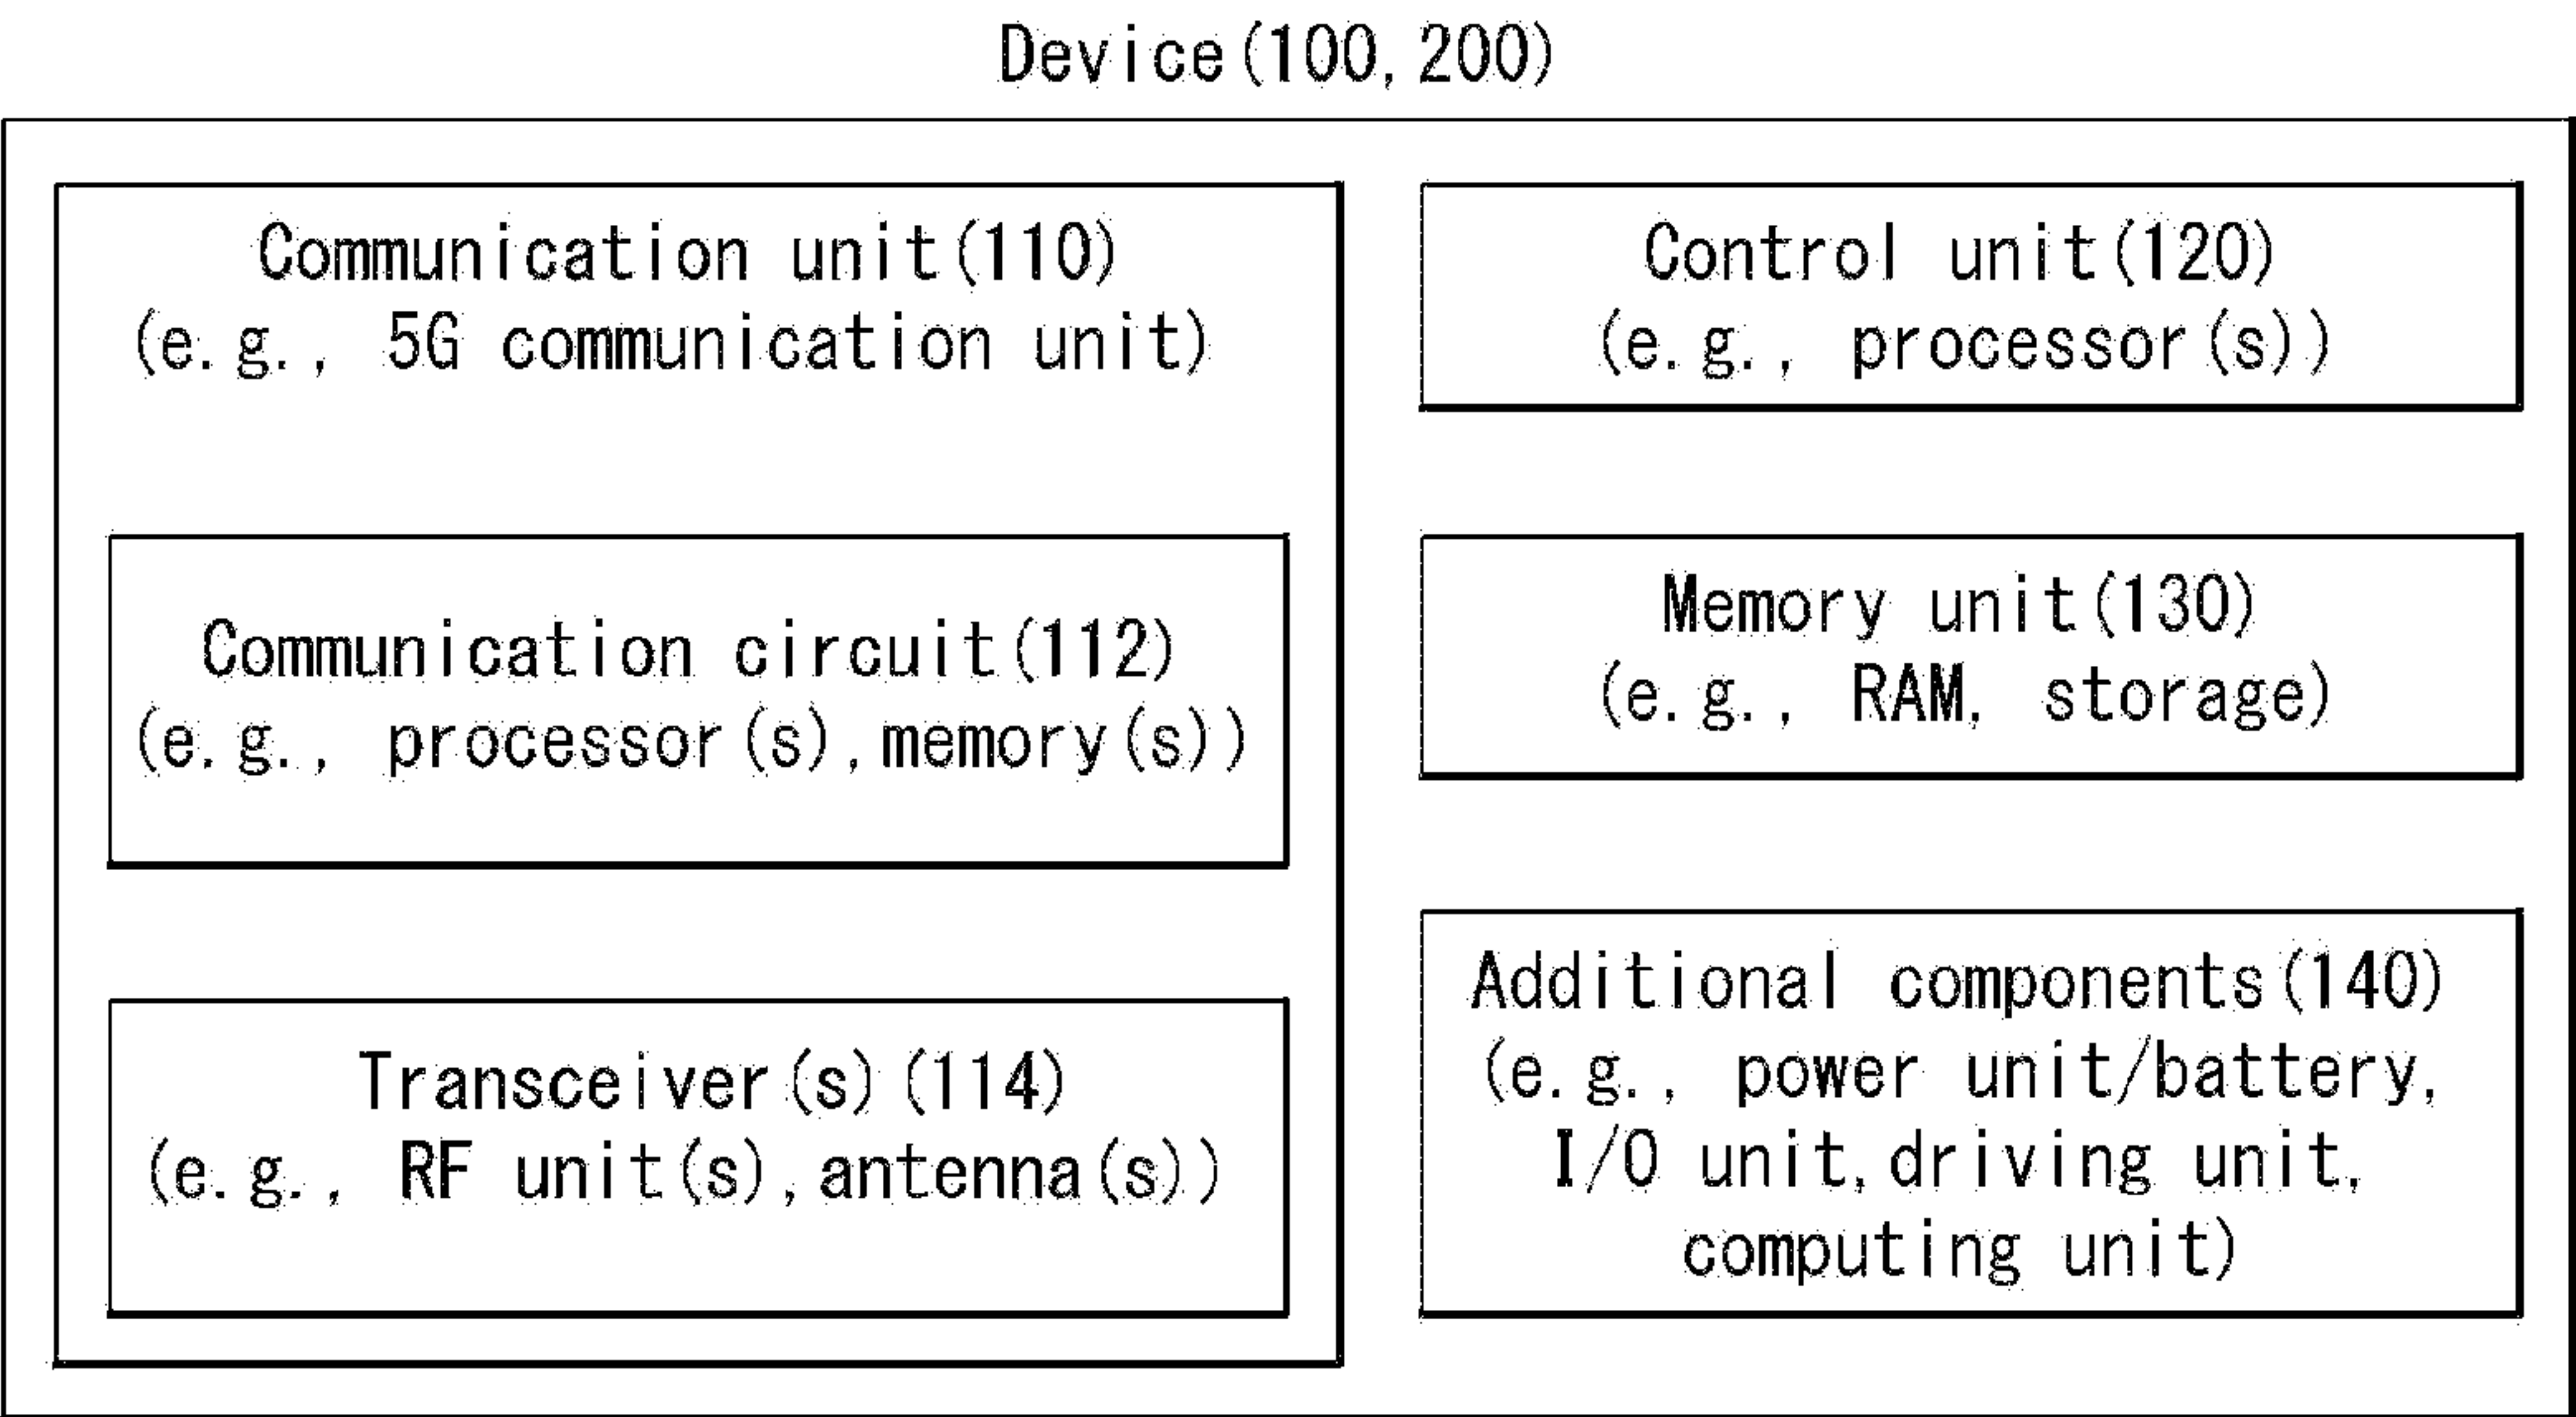 Device(100,200)
Communication unit(110)
(e.g., 5G communication unit)
Communication circuit(112)
(e.g., processor(s),memory(s))
Transceiver(s)(114)
(e.g., RF unit(s),antenna(s))
Control unit(120)
(e.g., processor(s))
Memory unit(130)
(e.g., RAM, storage)
Additional components(140)
(e.g., power unit/battery,
I/O unit,driving unit,
computing unit)